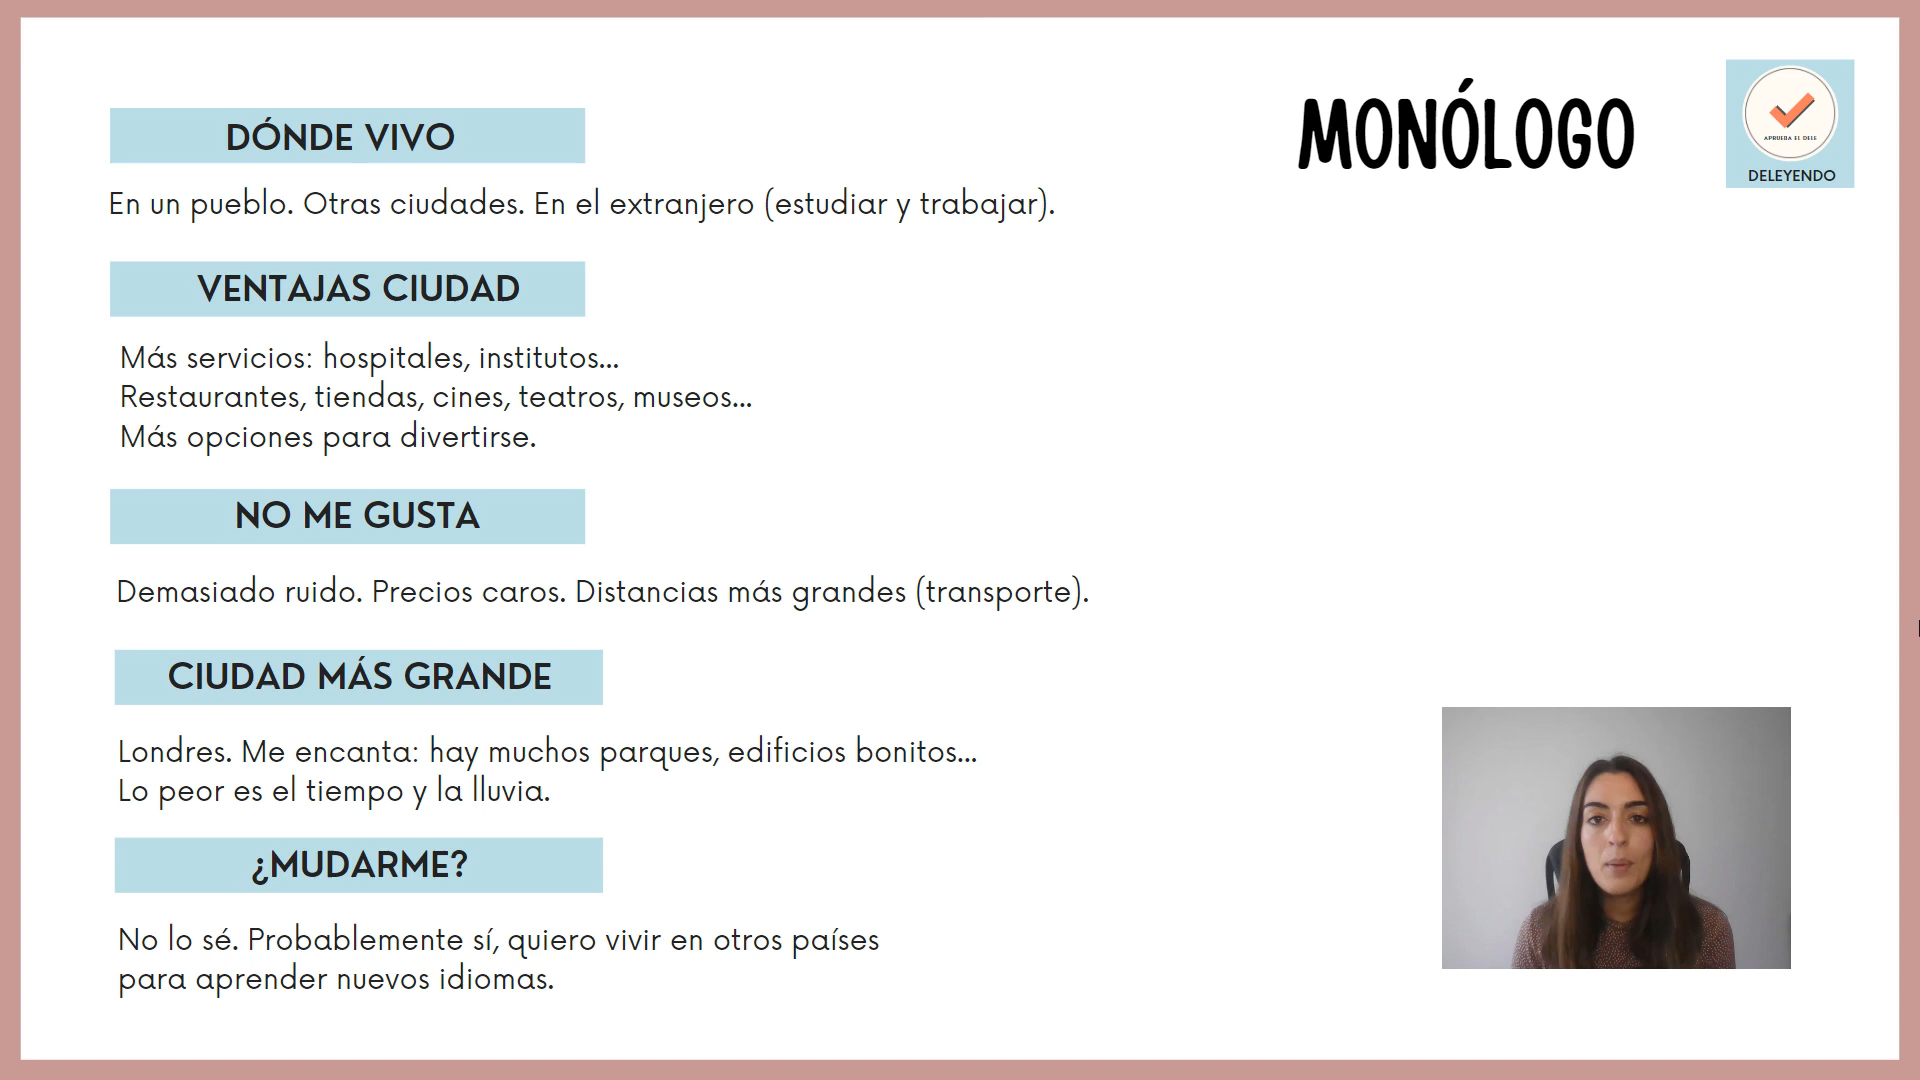 MONÓLOGO
APRUEBA EL DELE
DELEYENDO
DÓNDE VIVO
En un pueblo. Otras ciudades. En el extranjero (estudiar y trabajar).
VENTAJAS CIUDAD
Más servicios: hospitales, institutos...
Restaurantes, tiendas, cines, teatros, museos...
Más opciones para divertirse.
NO ME GUSTA
Demasiado ruido. Precios caros. Distancias más grandes (transporte).
CIUDAD MÁS GRANDE
Londres. Me encanta: hay muchos parques, edificios bonitos...
Lo peor es el tiempo y la lluvia.
¿MUDARME?
No lo sé. Probablemente sí, quiero vivir en otros países
para aprender nuevos idiomas.